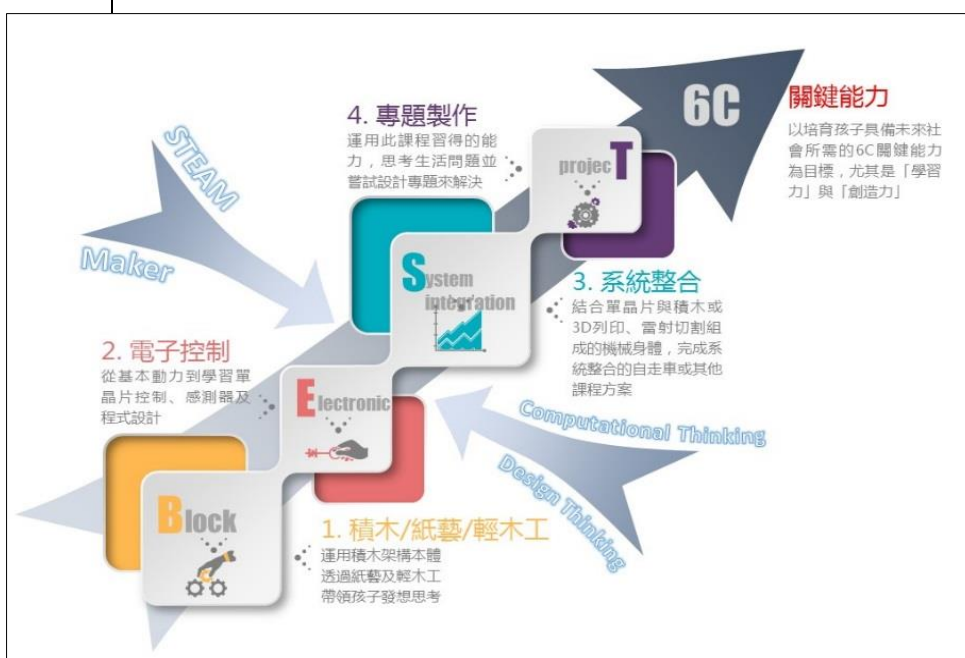 6C
關鍵能力
以培育孩子具備未來社
會所需的6C關鍵能力
為目標，尤其是「學習
力」與「創造力」
4. 專題製作
運用此課程習得的能
力，思考生活問題並
嘗試設計專題來解決
projecT
STEAM
Maker
System
integration
3. 系統整合
結合單晶片與積木或
3D列印、雷射切割組
成的機械身體，完成系
統整合的自走車或其他
課程方案
2. 電子控制
從基本動力到學習單
晶片控制、感測器及
程式設計
Electronic
Computational Thinking
Design Thinking
Block
1. 積木/紙藝/輕木工
運用積木架構本體
透過紙藝及輕木工
帶領孩子發想思考